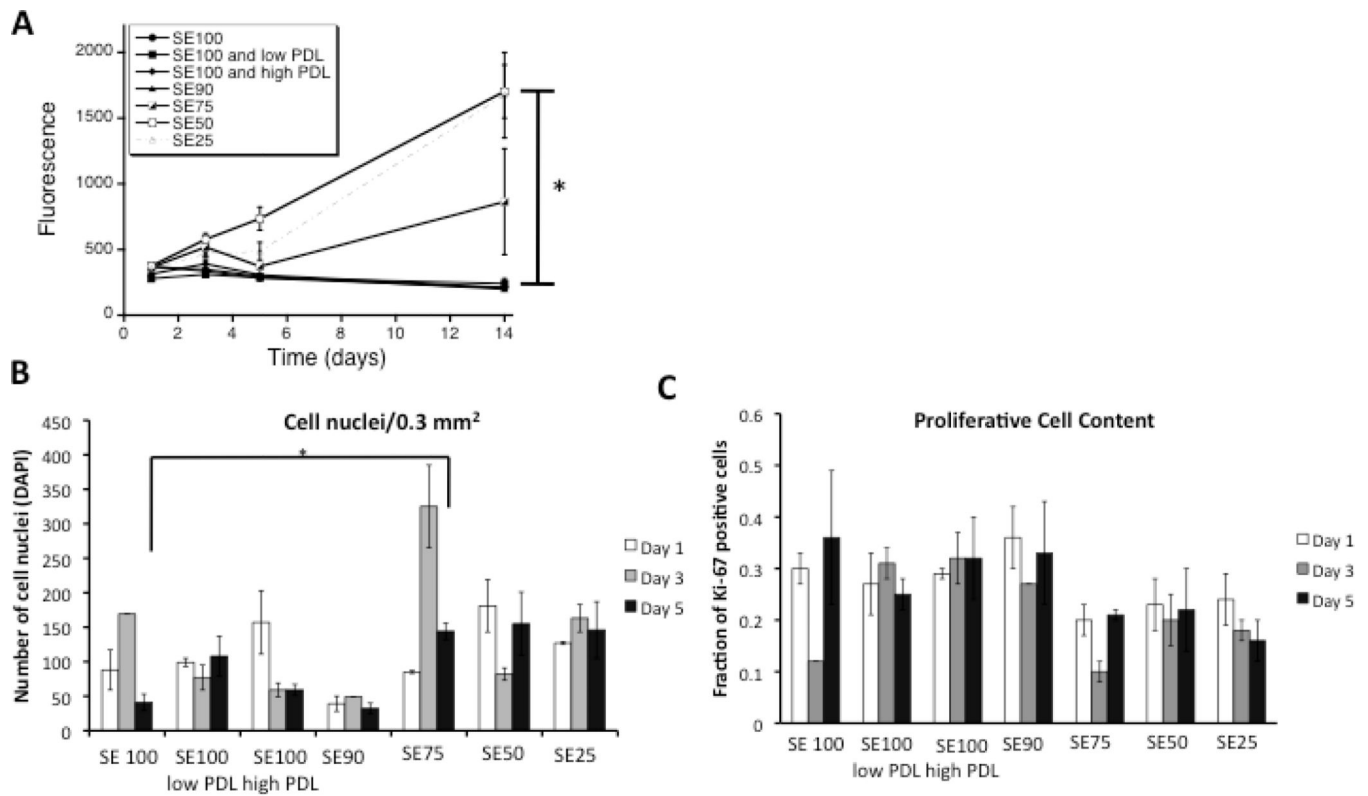 A
2000
1500
1000
500
0
Fluorescence
SE100
SE100 and low PDL
SE100 and high PDL
SE90
SE75
SE50
SE25
*
0 2 4 6 8 10 12 14
Time (days)
B
Cell nuclei/0.3 mm²
Number of cell nuclei (DAPI)
450
400
350
300
250
200
150
100
50
0
*
Day 1
Day 3
Day 5
SE 100 SE100 SE100 SE90 SE75 SE50 SE25
low PDL high PDL
C
Proliferative Cell Content
Fraction of Ki-67 positive cells
0.6
0.5
0.4
0.3
0.2
0.1
0
Day 1
Day 3
Day 5
SE 100 SE100 SE100 SE90 SE75 SE50 SE25
low PDL high PDL